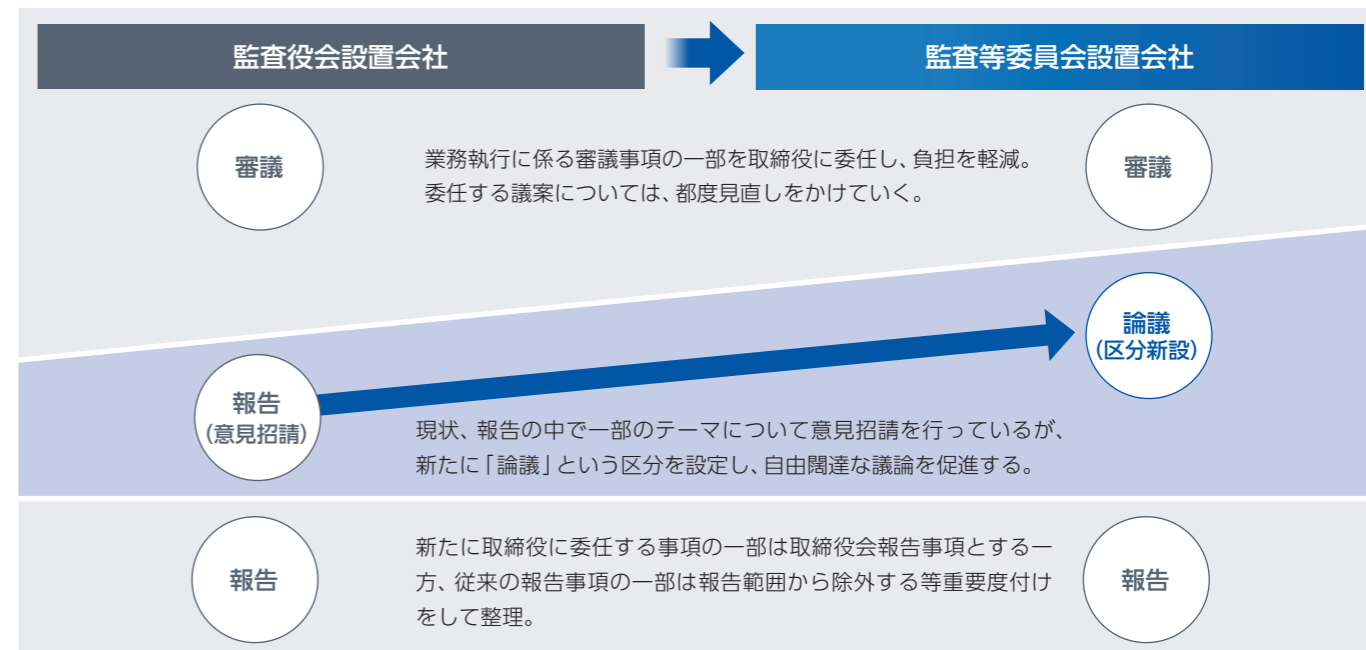 監査役会設置会社
監査等委員会設置会社
審議
業務執行に係る審議事項の一部を取締役に委任し、負担を軽減。
委任する議案については、都度見直しをかけていく。
審議
論議
(区分新設)
報告
(意見招請)
現状、報告の中で一部のテーマについて意見招請を行っているが、
新たに「論議」という区分を設定し、自由闊達な議論を促進する。
報告
新たに取締役に委任する事項の一部は取締役会報告事項とする一
方、従来の報告事項の一部は報告範囲から除外する等重要度付け
をして整理。
報告